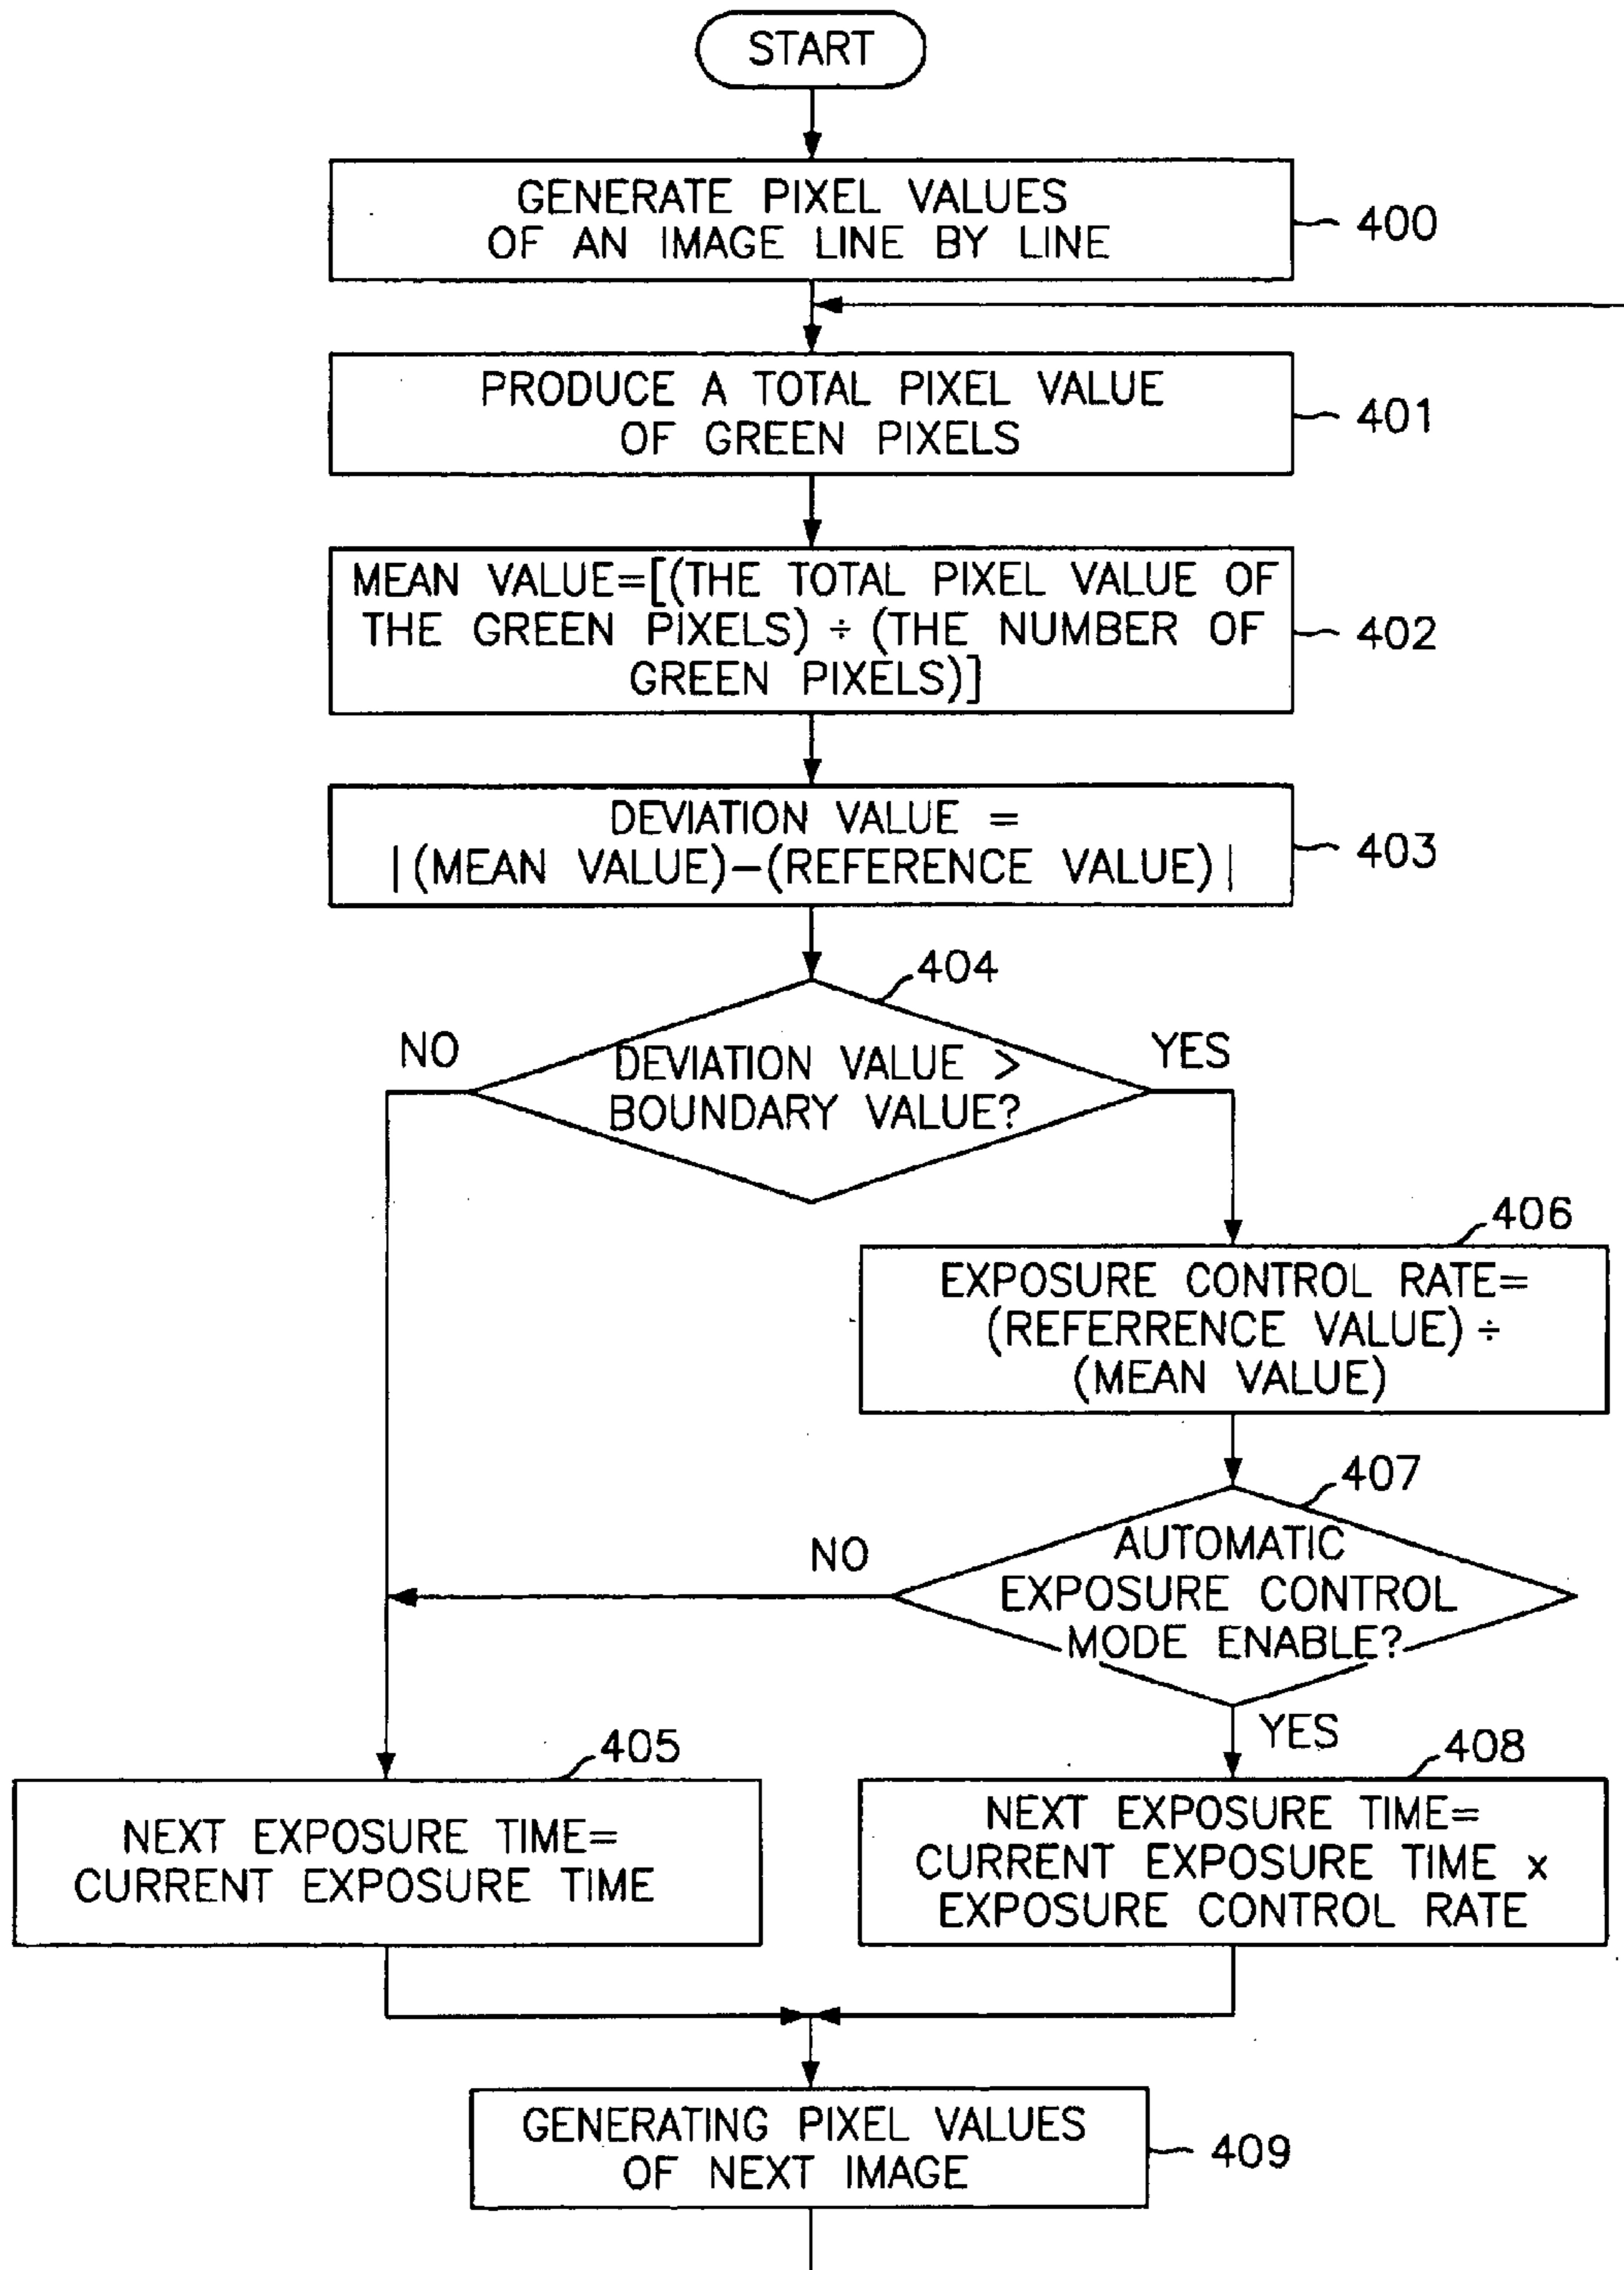 START
GENERATE PIXEL VALUES
OF AN IMAGE LINE BY LINE
400
PRODUCE A TOTAL PIXEL VALUE
OF GREEN PIXELS
401
MEAN VALUE=[(THE TOTAL PIXEL VALUE OF
THE GREEN PIXELS) ÷ (THE NUMBER OF
GREEN PIXELS)]
402
DEVIATION VALUE =
|(MEAN VALUE)−(REFERENCE VALUE)|
403
404
NO
DEVIATION VALUE >
BOUNDARY VALUE?
YES
406
EXPOSURE CONTROL RATE=
(REFERRENCE VALUE) ÷
(MEAN VALUE)
407
NO
AUTOMATIC
EXPOSURE CONTROL
MODE ENABLE?
YES
405
NEXT EXPOSURE TIME=
CURRENT EXPOSURE TIME
408
NEXT EXPOSURE TIME=
CURRENT EXPOSURE TIME x
EXPOSURE CONTROL RATE
GENERATING PIXEL VALUES
OF NEXT IMAGE
409